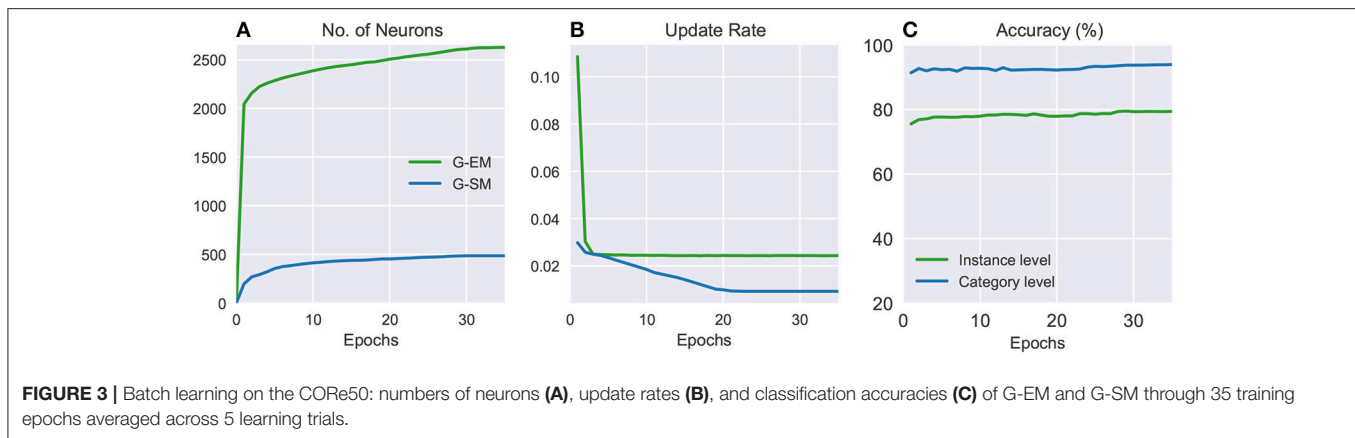 A
No. of Neurons
2500
2000
1500
1000
500
0
G-EM
G-SM
0
10
20
30
Epochs
B
Update Rate
0.10
0.08
0.06
0.04
0.02
0
10
20
30
Epochs
C
Accuracy (%)
100
80
60
40
20
Instance level
Category level
0
10
20
30
Epochs
FIGURE 3 | Batch learning on the CORe50: numbers of neurons (A), update rates (B), and classification accuracies (C) of G-EM and G-SM through 35 training
epochs averaged across 5 learning trials.